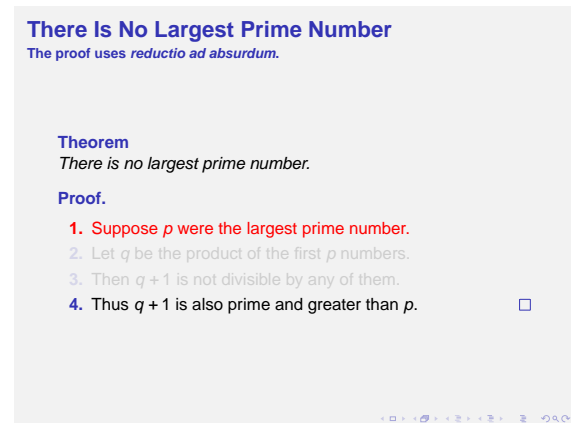 There Is No Largest Prime Number
The proof uses reductio ad absurdum.
Theorem
There is no largest prime number.
Proof.
1. Suppose p were the largest prime number.
2. Let q be the product of the first p numbers.
3. Then q + 1 is not divisible by any of them.
4. Thus q + 1 is also prime and greater than p. □